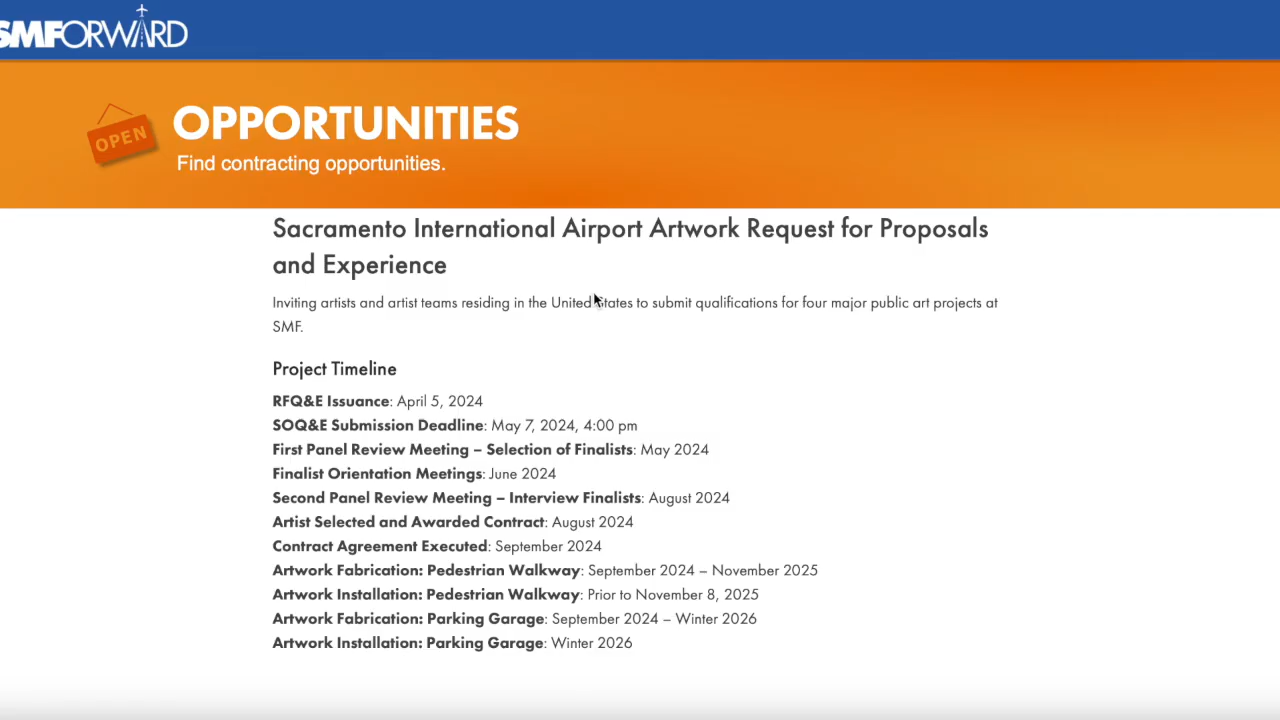 SMFORWARD
OPEN
OPPORTUNITIES
Find contracting opportunities.
Sacramento International Airport Artwork Request for Proposals
and Experience
Inviting artists and artist teams residing in the United States to submit qualifications for four major public art projects at
SMF.
Project Timeline
RFQ&E Issuance: April 5, 2024
SOQ&E Submission Deadline: May 7, 2024, 4:00 pm
First Panel Review Meeting – Selection of Finalists: May 2024
Finalist Orientation Meetings: June 2024
Second Panel Review Meeting – Interview Finalists: August 2024
Artist Selected and Awarded Contract: August 2024
Contract Agreement Executed: September 2024
Artwork Fabrication: Pedestrian Walkway: September 2024 – November 2025
Artwork Installation: Pedestrian Walkway: Prior to November 8, 2025
Artwork Fabrication: Parking Garage: September 2024 – Winter 2026
Artwork Installation: Parking Garage: Winter 2026